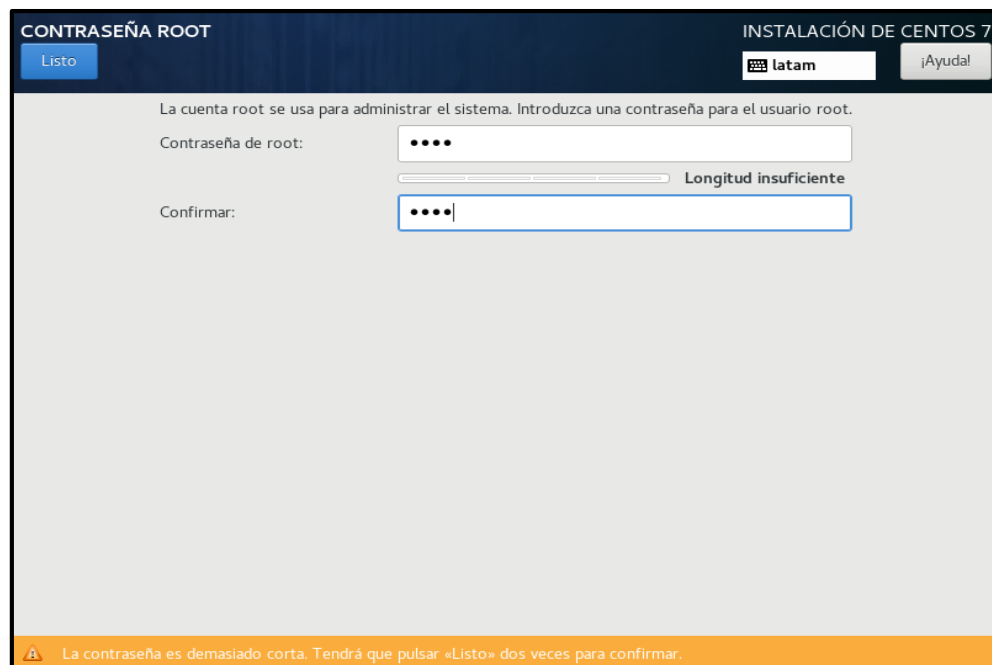 CONTRASEÑA ROOT
INSTALACIÓN DE CENTOS 7
Listo
latam
¡Ayuda!
La cuenta root se usa para administrar el sistema. Introduzca una contraseña para el usuario root.
Contraseña de root: ••••
Longitud insuficiente
Confirmar: ••••
La contraseña es demasiado corta. Tendrá que pulsar «Listo» dos veces para confirmar.